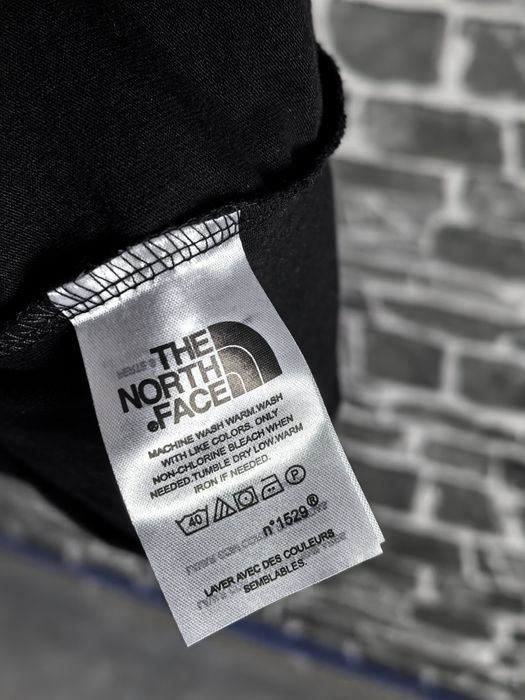 THE
NORTH
FACE
MACHINE WASH WARM.WASH
WITH LIKE COLORS, ONLY
NON-CHLORINE BLEACH WHEN
NEEDED.TUMBLE DRY LOW.WARM
IRON IF NEEDED.
40 P
n°1529®
LAVER AVEC DES COULEURS
SEMBLABLES.